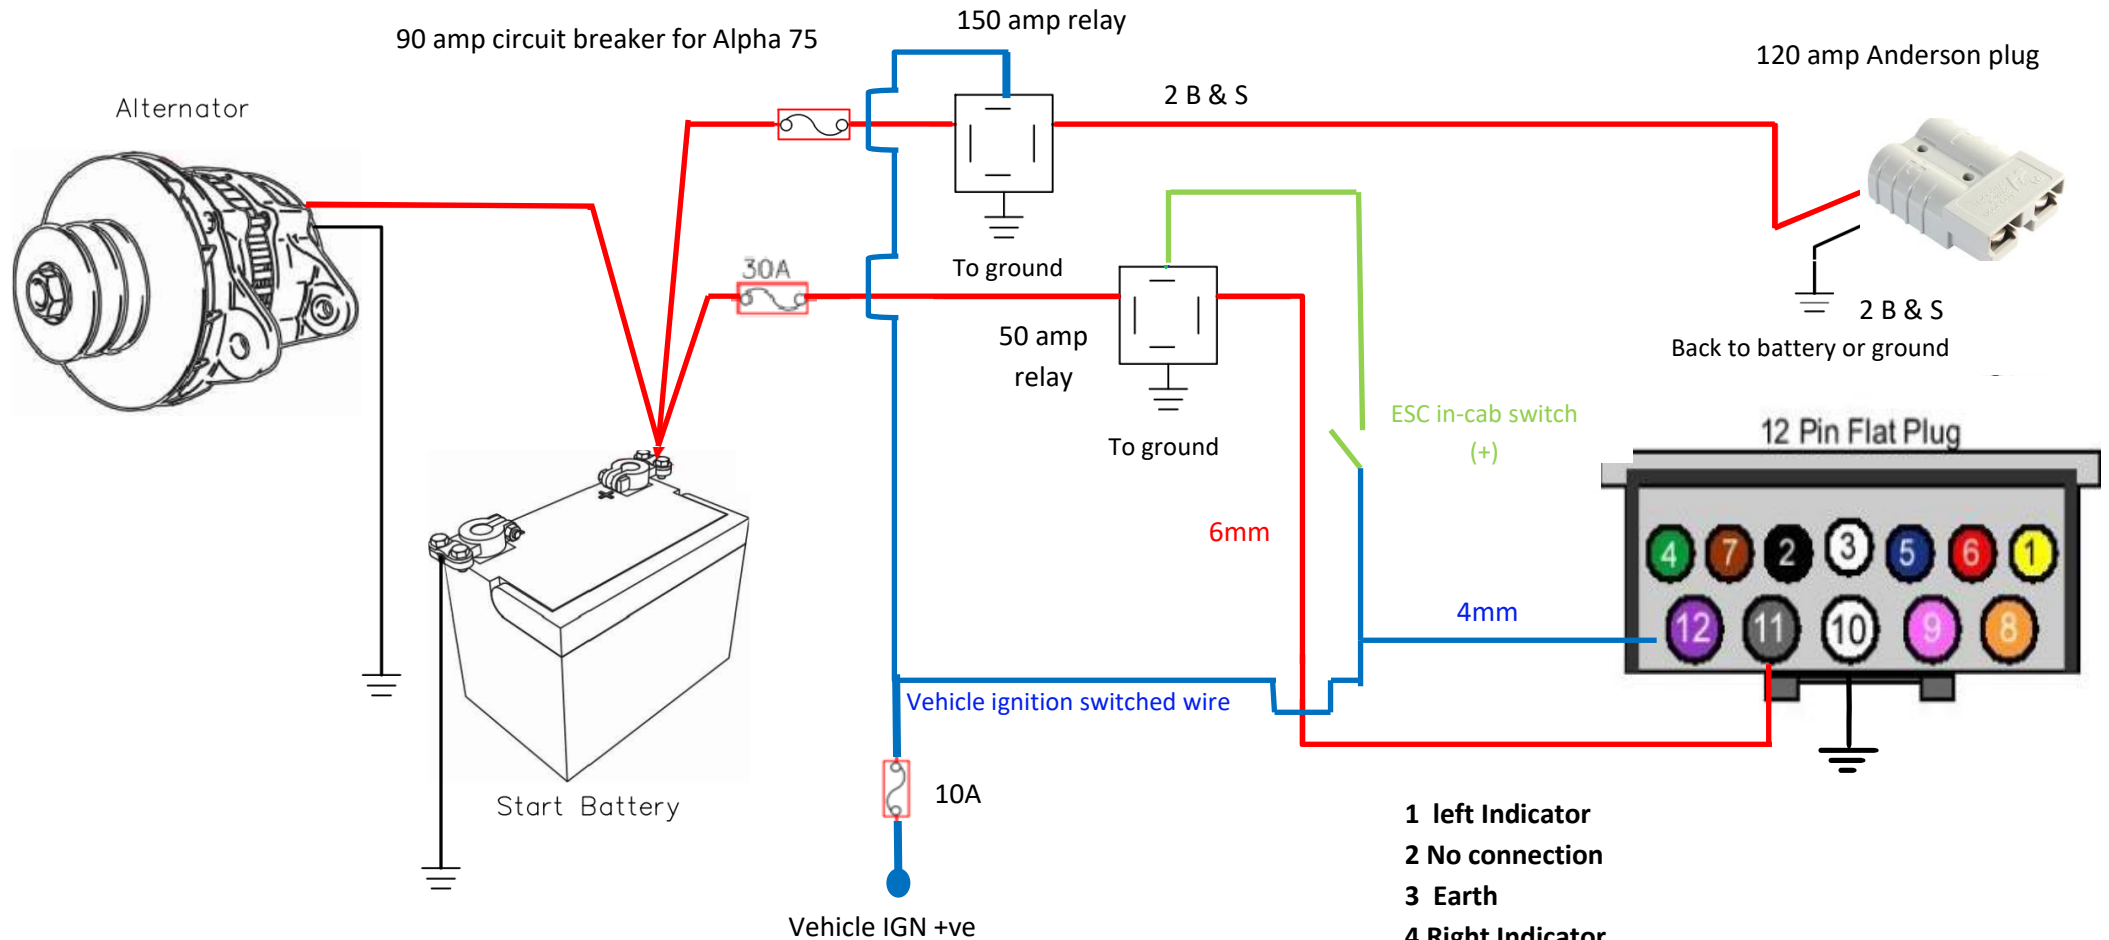 150 amp relay
90 amp circuit breaker for Alpha 75
120 amp Anderson plug
Alternator
2 B & S
To ground
30A
2 B & S
50 amp
relay
Back to battery or ground
ESC in-cab switch
(+)
To ground
12 Pin Flat Plug
6mm
4 7 2 3 5 6 1
4mm
12 11 10 9 8
Vehicle ignition switched wire
+
Start Battery
10A
1 left Indicator
2 No connection
3 Earth
4 Right Indicator
Vehicle IGN +ve